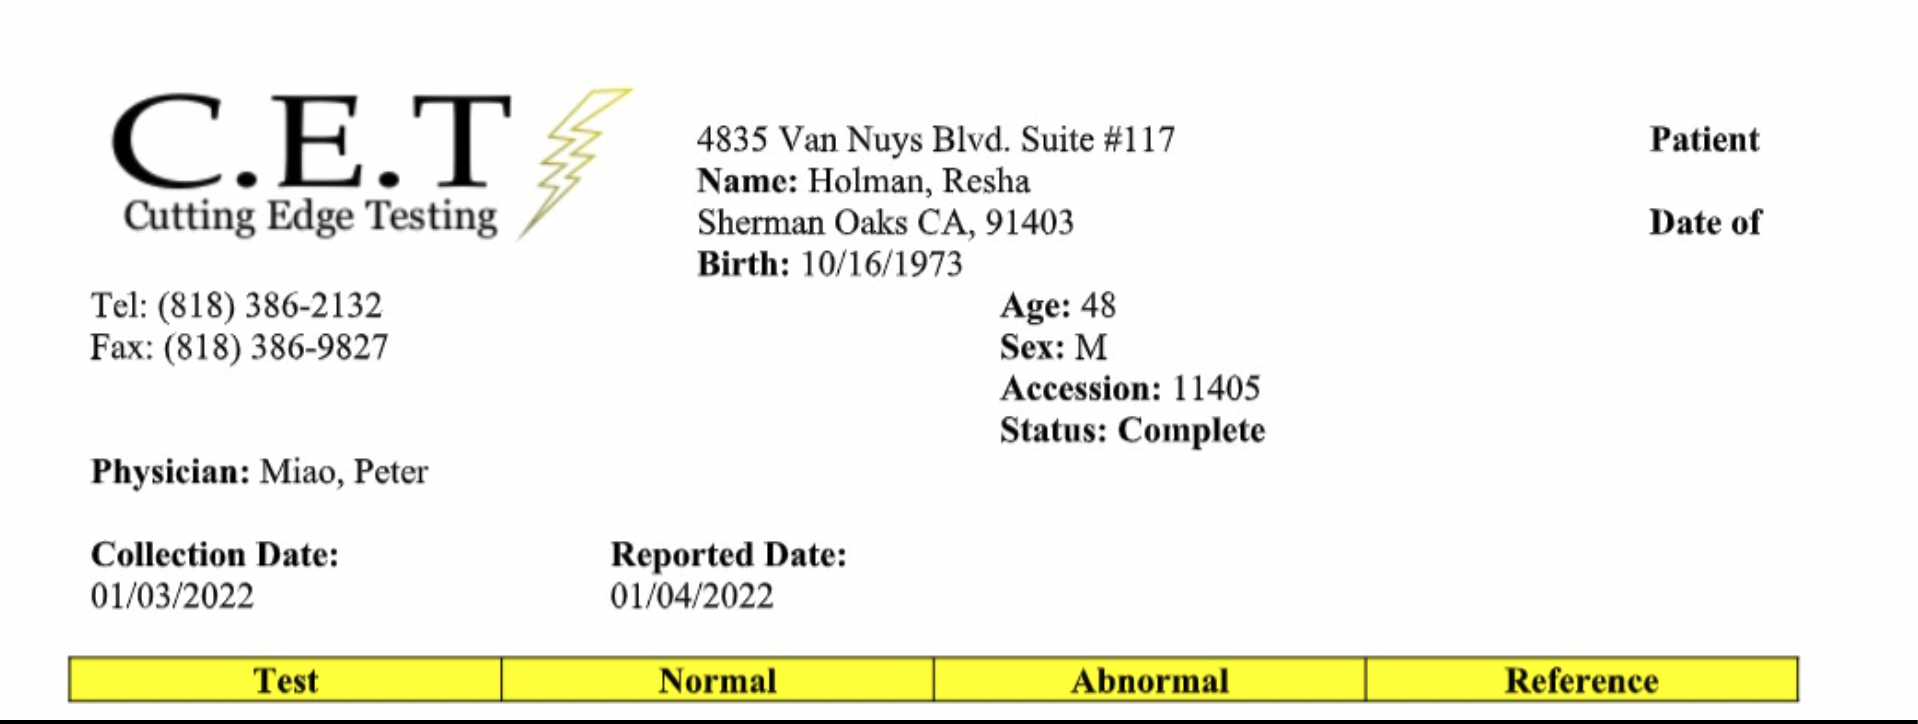 C.E.T
Cutting Edge Testing
4835 Van Nuys Blvd. Suite #117 Patient
Name: Holman, Resha
Sherman Oaks CA, 91403 Date of
Birth: 10/16/1973
Tel: (818) 386-2132 Age: 48
Fax: (818) 386-9827 Sex: M
Accession: 11405
Status: Complete
Physician: Miao, Peter
Collection Date: Reported Date:
01/03/2022 01/04/2022
Test Normal Abnormal Reference